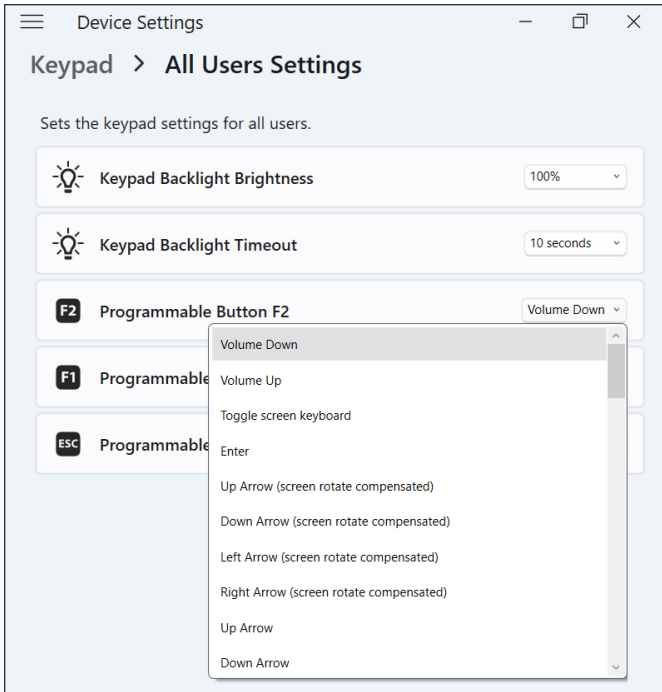 Device Settings
Keypad > All Users Settings
Sets the keypad settings for all users.
Keypad Backlight Brightness 100%
Keypad Backlight Timeout 10 seconds
F2 Programmable Button F2 Volume Down
Volume Down
Volume Up
F1 Programmable
Toggle screen keyboard
ESC Programmable
Enter
Up Arrow (screen rotate compensated)
Down Arrow (screen rotate compensated)
Left Arrow (screen rotate compensated)
Right Arrow (screen rotate compensated)
Up Arrow
Down Arrow